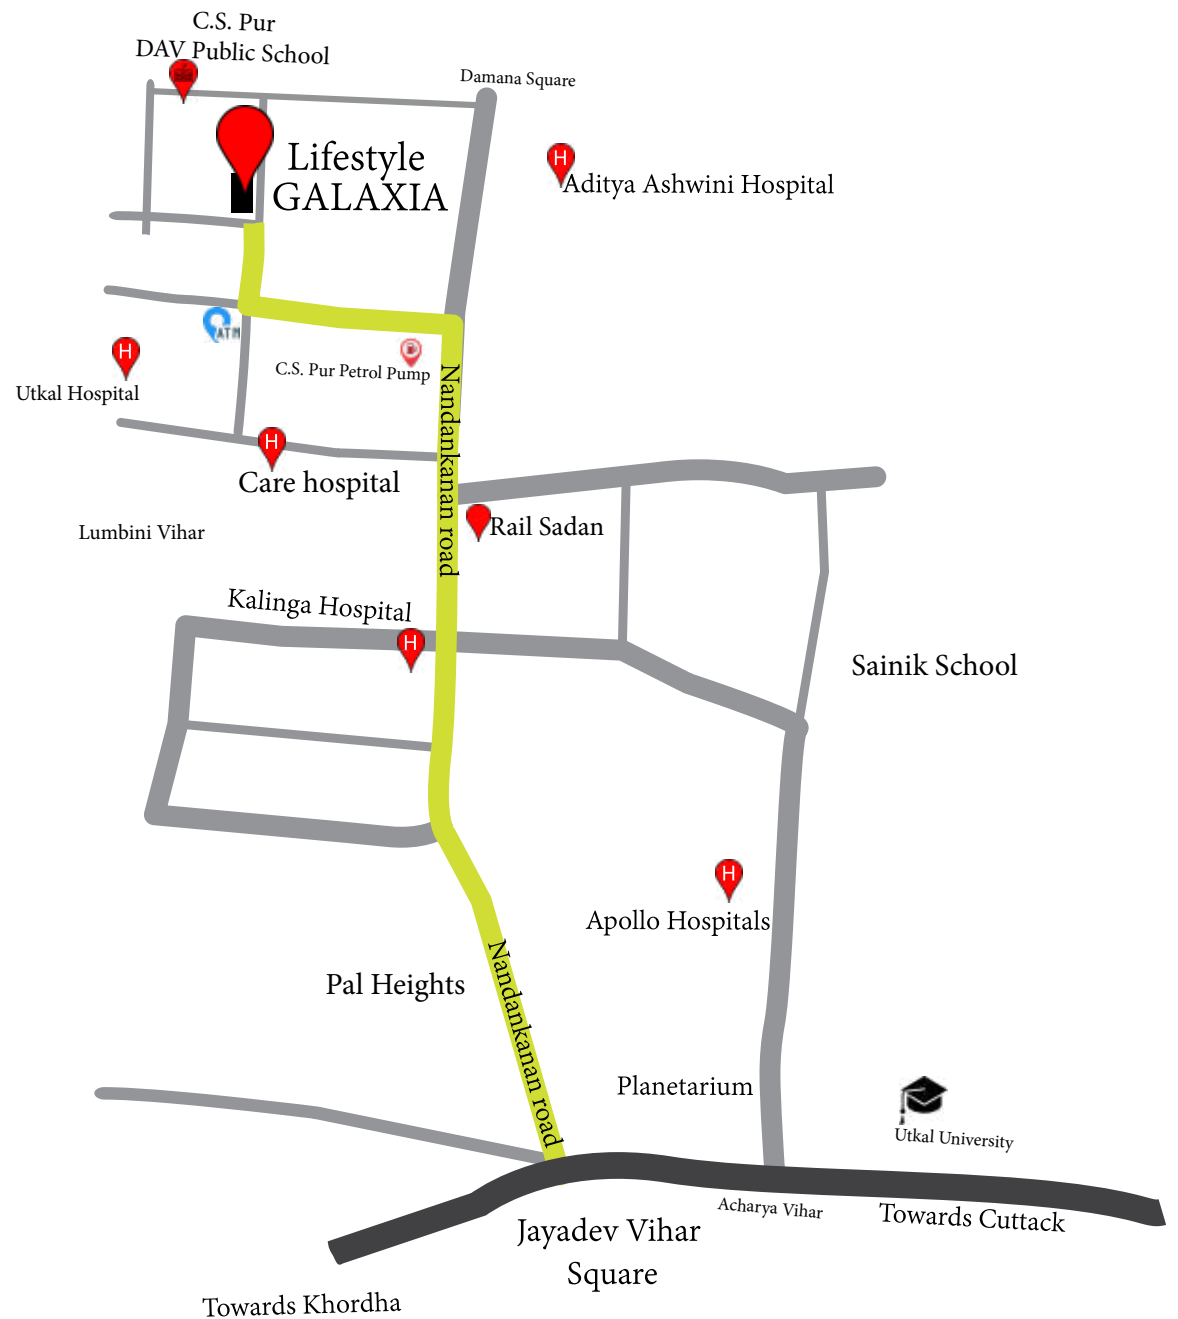 C.S. Pur
DAV Public School
Damana Square
Lifestyle
GALAXIA
H
Aditya Ashwini Hospital
ATM
H
Utkal Hospital
C.S. Pur Petrol Pump
Nandankanan road
H
Care hospital
Rail Sadan
Lumbini Vihar
Kalinga Hospital
H
Sainik School
H
Apollo Hospitals
Pal Heights
Nandankanan road
Planetarium
Utkal University
Acharya Vihar
Towards Cuttack
Jayadev Vihar
Square
Towards Khordha